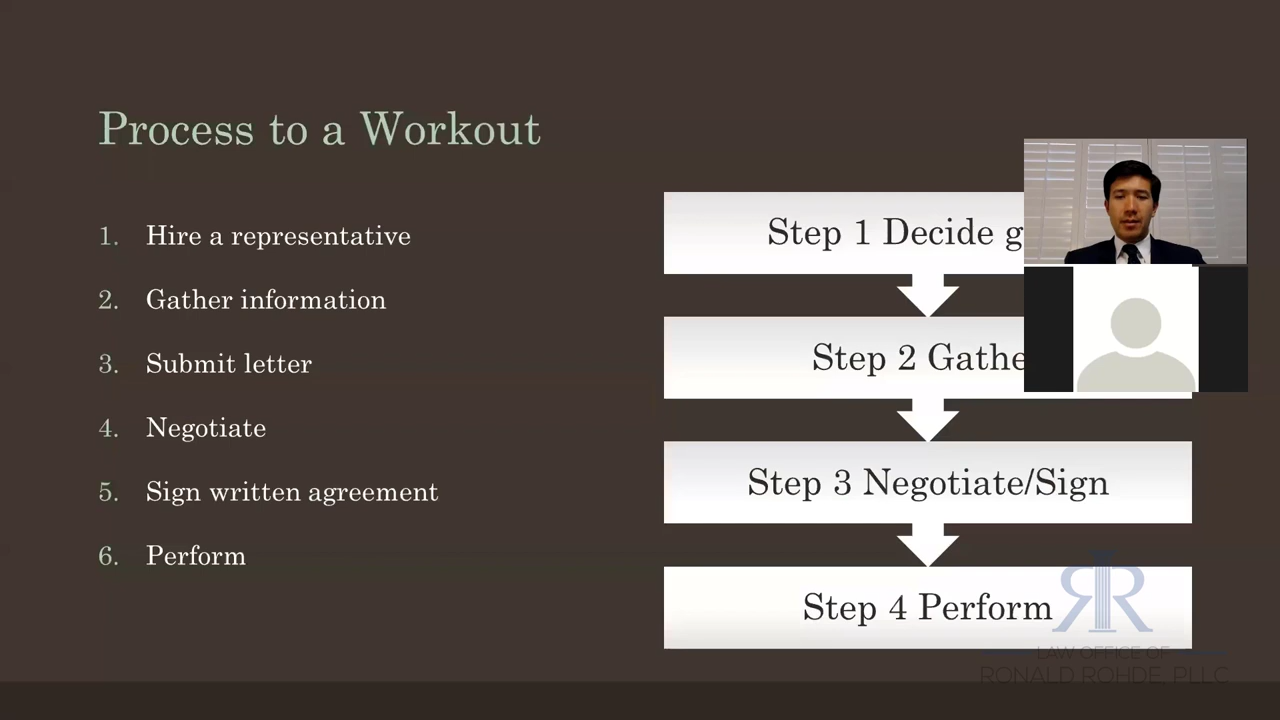 Process to a Workout
1. Hire a representative
2. Gather information
3. Submit letter
4. Negotiate
5. Sign written agreement
6. Perform
Step 1 Decide g
Step 2 Gathe
Step 3 Negotiate/Sign
Step 4 Perform
RR
LAW OFFICE OF
RONALD ROHDE, PLLC